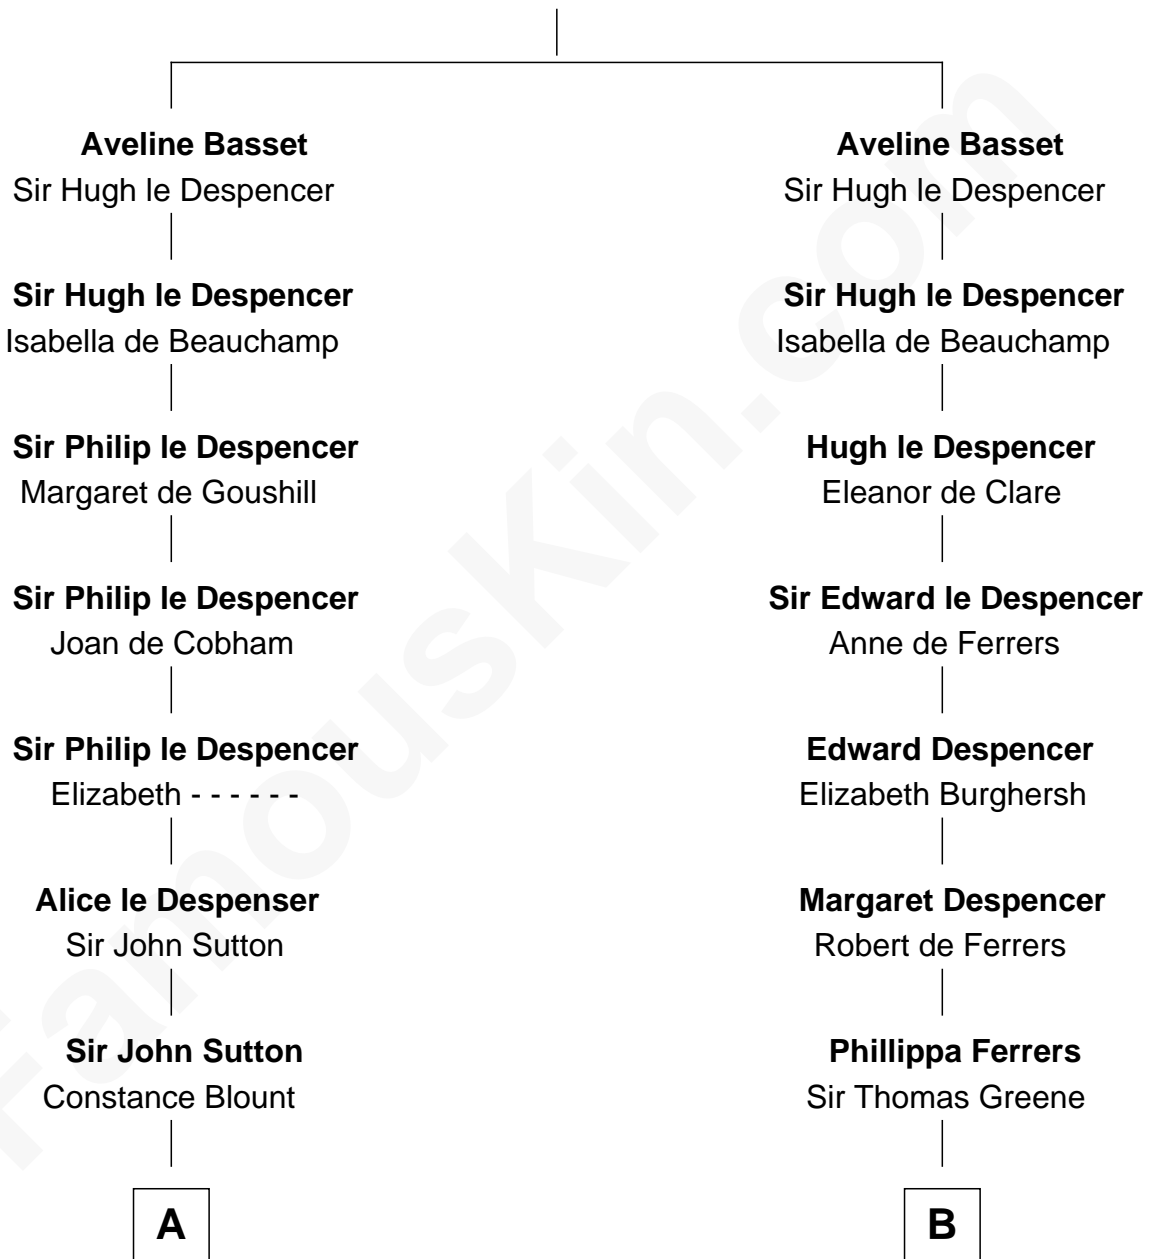 Aveline Basset
Sir Hugh le Despencer
Sir Hugh le Despencer
Isabella de Beauchamp
Sir Philip le Despencer
Margaret de Goushill
Sir Philip le Despencer
Joan de Cobham
Sir Philip le Despencer
Elizabeth - - - - - -
Alice le Despenser
Sir John Sutton
Sir John Sutton
Constance Blount
A
Aveline Basset
Sir Hugh le Despencer
Sir Hugh le Despencer
Isabella de Beauchamp
Hugh le Despencer
Eleanor de Clare
Sir Edward le Despencer
Anne de Ferrers
Edward Despencer
Elizabeth Burghersh
Margaret Despencer
Robert de Ferrers
Phillippa Ferrers
Sir Thomas Greene
B
FamousKin.com